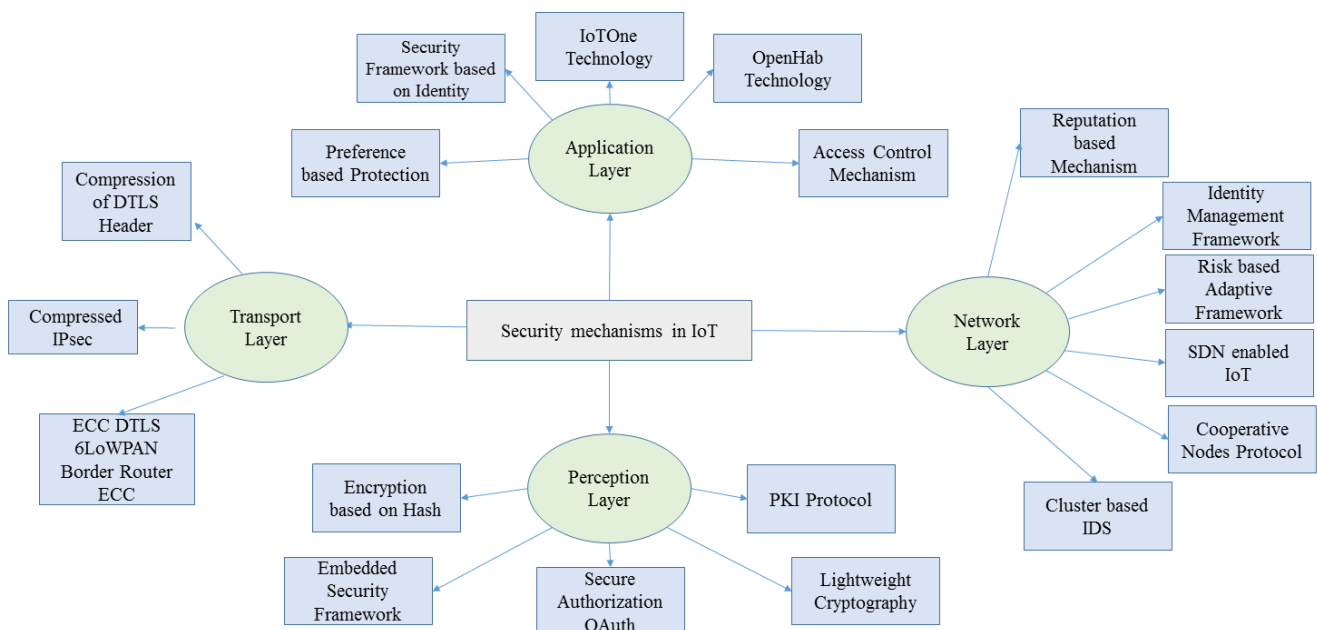 IoTOne
Technology
Security
Framework based
on Identity
OpenHab
Technology
Preference
based Protection
Application
Layer
Access Control
Mechanism
Reputation
based
Mechanism
Compression
of DTLS
Header
Identity
Management
Framework
Risk based
Adaptive
Framework
Compressed
IPsec
Transport
Layer
Security mechanisms in IoT
Network
Layer
SDN enabled
IoT
ECC DTLS
6LoWPAN
Border Router
ECC
Cooperative
Nodes Protocol
Encryption
based on Hash
Perception
Layer
PKI Protocol
Cluster based
IDS
Embedded
Security
Framework
Secure
Authorization
OAuth
Lightweight
Cryptography